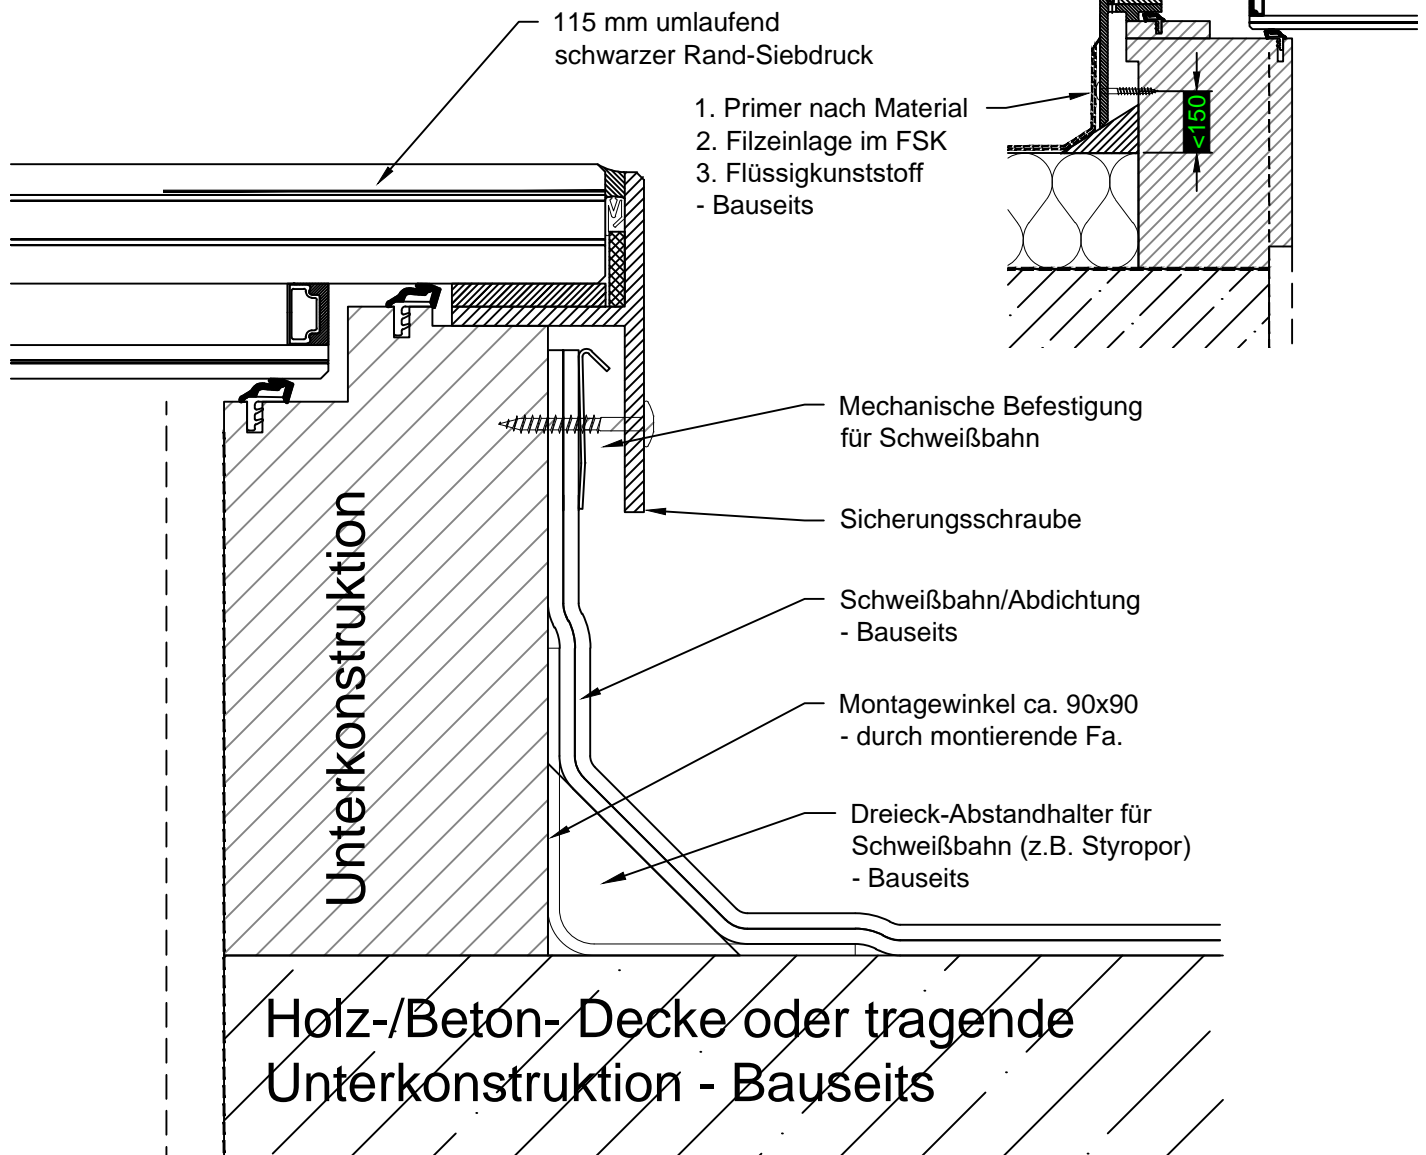 115 mm umlaufend
schwarzer Rand-Siebdruck
1. Primer nach Material
2. Filzeinlage im FSK
3. Flüssigkunststoff
- Bauseits
<150
Mechanische Befestigung
für Schweißbahn
Sicherungsschraube
Schweißbahn/Abdichtung
- Bauseits
Montagewinkel ca. 90x90
- durch montierende Fa.
Dreieck-Abstandhalter für
Schweißbahn (z.B. Styropor)
- Bauseits
Unterkonstruktion
Holz-/Beton- Decke oder tragende
Unterkonstruktion - Bauseits